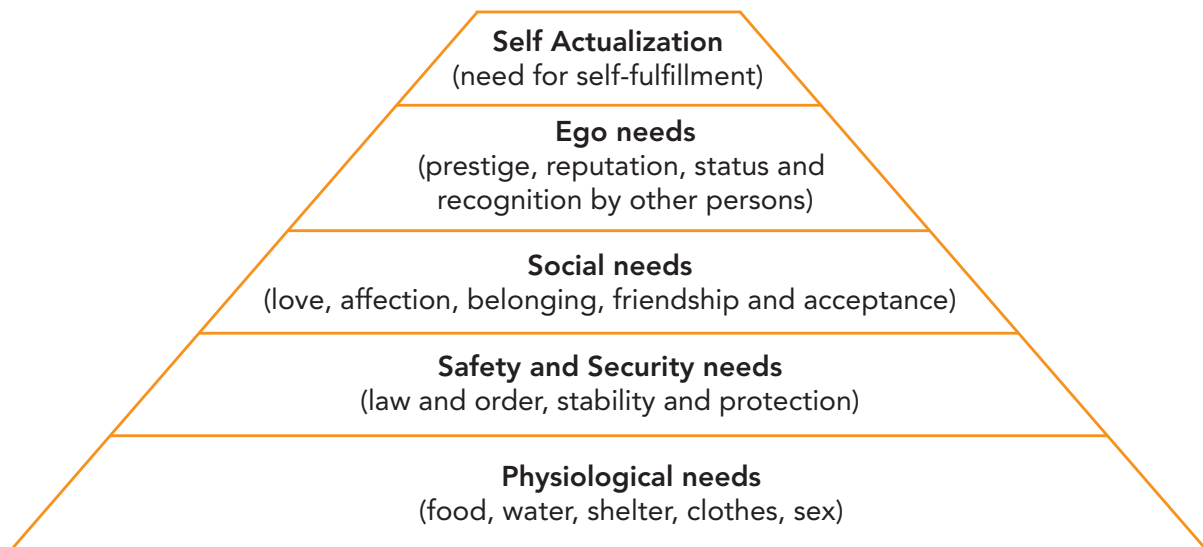 Self Actualization
(need for self-fulfillment)
Ego needs
(prestige, reputation, status and
recognition by other persons)
Social needs
(love, affection, belonging, friendship and acceptance)
Safety and Security needs
(law and order, stability and protection)
Physiological needs
(food, water, shelter, clothes, sex)